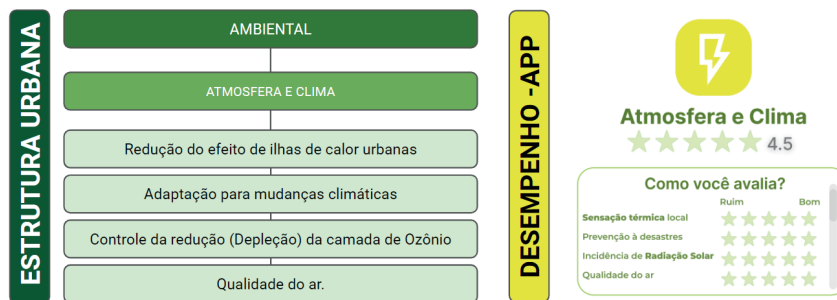 ESTRUTURA URBANA
AMBIENTAL
ATMOSFERA E CLIMA
Redução do efeito de ilhas de calor urbanas
Adaptação para mudanças climáticas
Controle da redução (Depleção) da camada de Ozônio
Qualidade do ar.
DESEMPENHO -APP
Atmosfera e Clima
4.5
Como você avalia?
Ruim Bom
Sensação térmica local
Prevenção à desastres
Incidência de Radiação Solar
Qualidade do ar